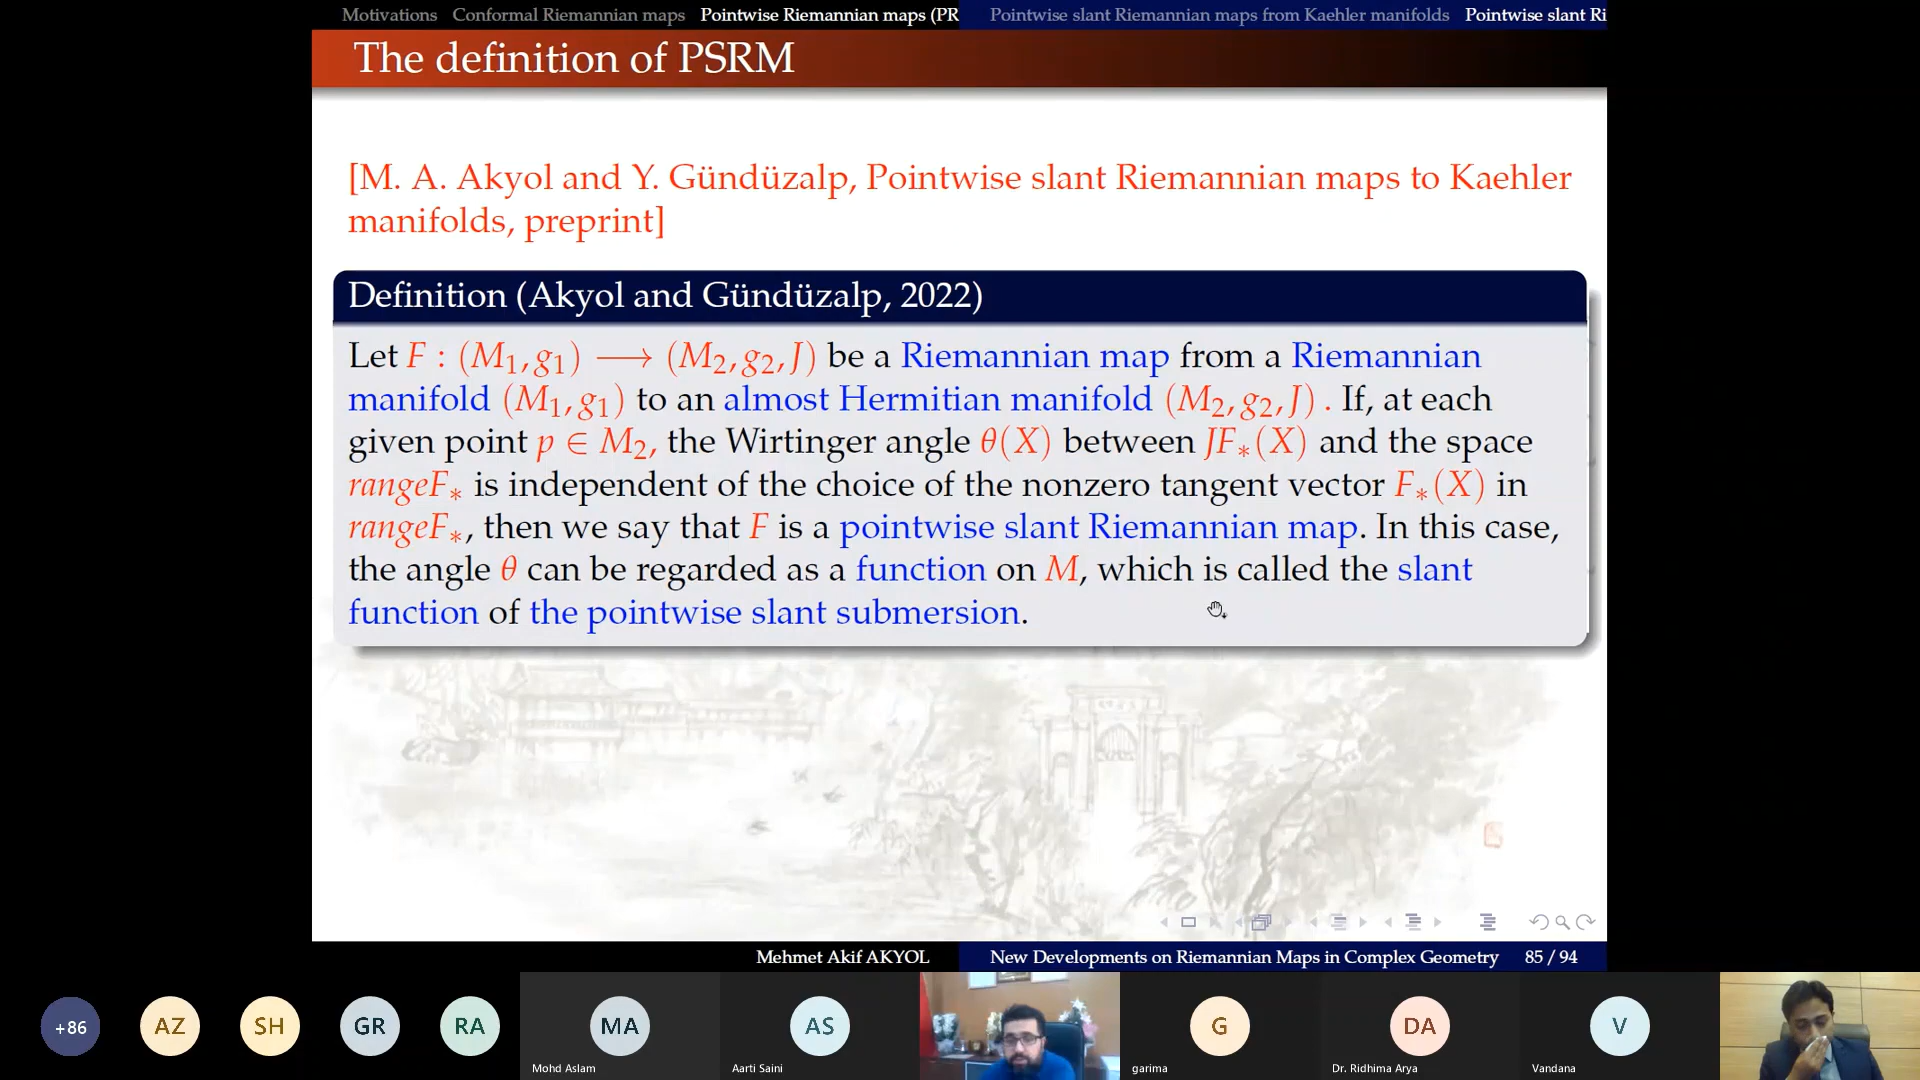 Motivations Conformal Riemannian maps Pointwise Riemannian maps (PR Pointwise slant Riemannian maps from Kaehler manifolds Pointwise slant Ri
The definition of PSRM
[M. A. Akyol and Y. Gündüzalp, Pointwise slant Riemannian maps to Kaehler
manifolds, preprint]
Definition (Akyol and Gündüzalp, 2022)
Let F : (M₁, g₁) ⟶ (M₂, g₂, J) be a Riemannian map from a Riemannian
manifold (M₁, g₁) to an almost Hermitian manifold (M₂, g₂, J) . If, at each
given point p ∈ M₂, the Wirtinger angle θ(X) between JF∗(X) and the space
rangeF∗ is independent of the choice of the nonzero tangent vector F∗(X) in
rangeF∗, then we say that F is a pointwise slant Riemannian map. In this case,
the angle θ can be regarded as a function on M, which is called the slant
function of the pointwise slant submersion.
Mehmet Akif AKYOL New Developments on Riemannian Maps in Complex Geometry 85 / 94
+86 AZ SH GR RA MA AS G DA V
Mohd Aslam Aarti Saini garima Dr. Ridhima Arya Vandana